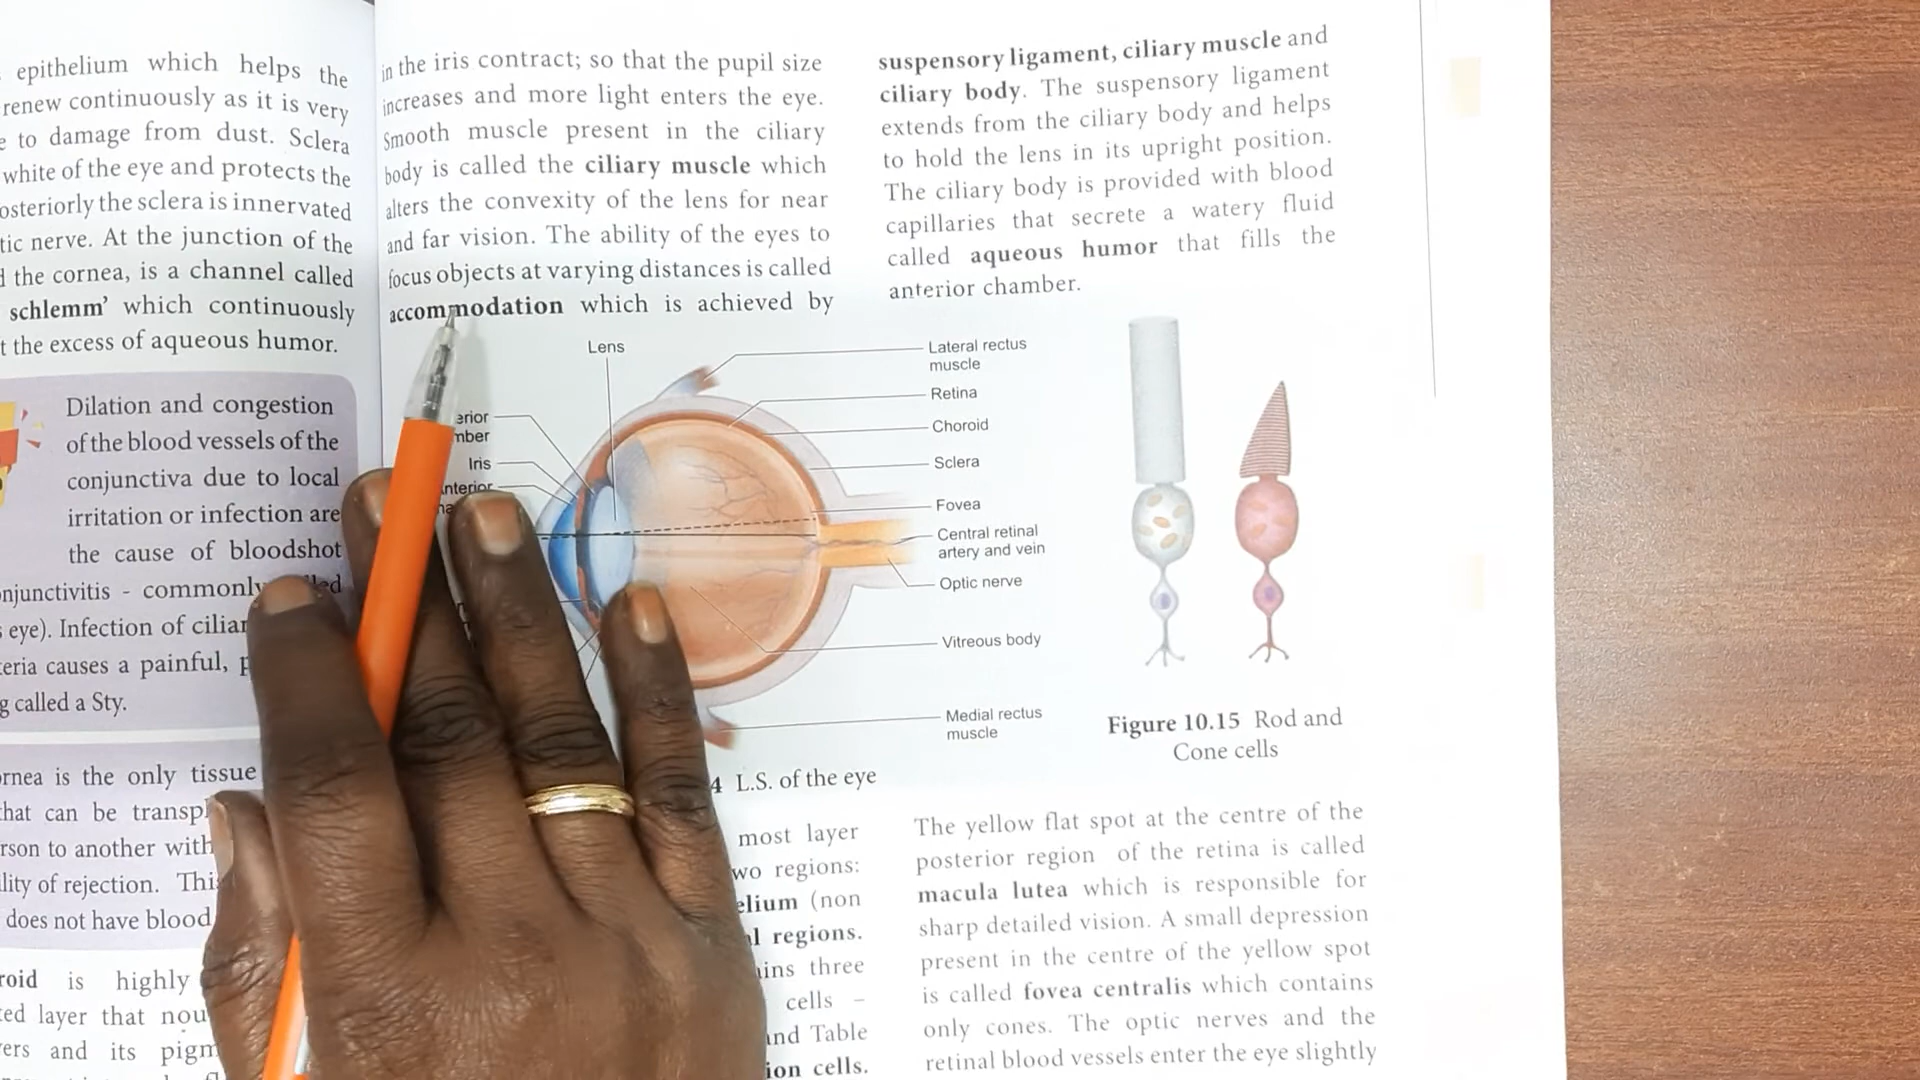 epithelium which helps the
renew continuously as it is very
to damage from dust. Sclera
white of the eye and protects the
osteriorly the sclera is innervated
tic nerve. At the junction of the
the cornea, is a channel called
schlemm’ which continuously
t the excess of aqueous humor.
Dilation and congestion
of the blood vessels of the
conjunctiva due to local
irritation or infection are
the cause of bloodshot
njunctivitis - commonly
eye). Infection of ciliar
eria causes a painful, p
g called a Sty.
ornea is the only tissue
that can be transpl
rson to another with
ility of rejection. This
does not have blood
roid is highly
ted layer that nou
ers and its pigm
in the iris contract; so that the pupil size
increases and more light enters the eye.
Smooth muscle present in the ciliary
body is called the ciliary muscle which
alters the convexity of the lens for near
and far vision. The ability of the eyes to
focus objects at varying distances is called
accommodation which is achieved by
suspensory ligament, ciliary muscle and
ciliary body. The suspensory ligament
extends from the ciliary body and helps
to hold the lens in its upright position.
The ciliary body is provided with blood
capillaries that secrete a watery fluid
called aqueous humor that fills the
anterior chamber.
Lens
erior
mber
Iris
nterior
Lateral rectus
muscle
Retina
Choroid
Sclera
Fovea
Central retinal
artery and vein
Optic nerve
Vitreous body
Medial rectus
muscle
4 L.S. of the eye
Figure 10.15 Rod and
Cone cells
most layer
wo regions:
elium (non
l regions.
ins three
cells –
and Table
ion cells.
The yellow flat spot at the centre of the
posterior region of the retina is called
macula lutea which is responsible for
sharp detailed vision. A small depression
present in the centre of the yellow spot
is called fovea centralis which contains
only cones. The optic nerves and the
retinal blood vessels enter the eye slightly